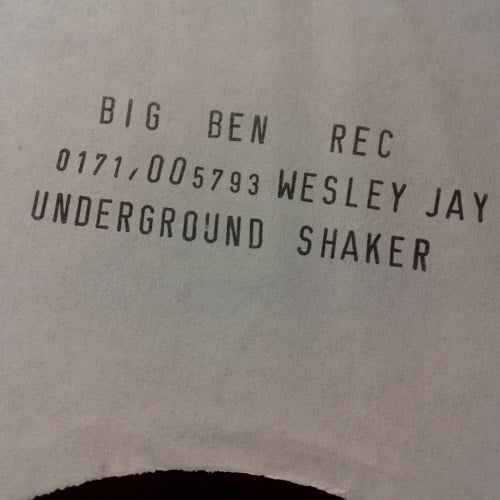 BIG BEN REC
0171,005793 WESLEY JAY
UNDERGROUND SHAKER